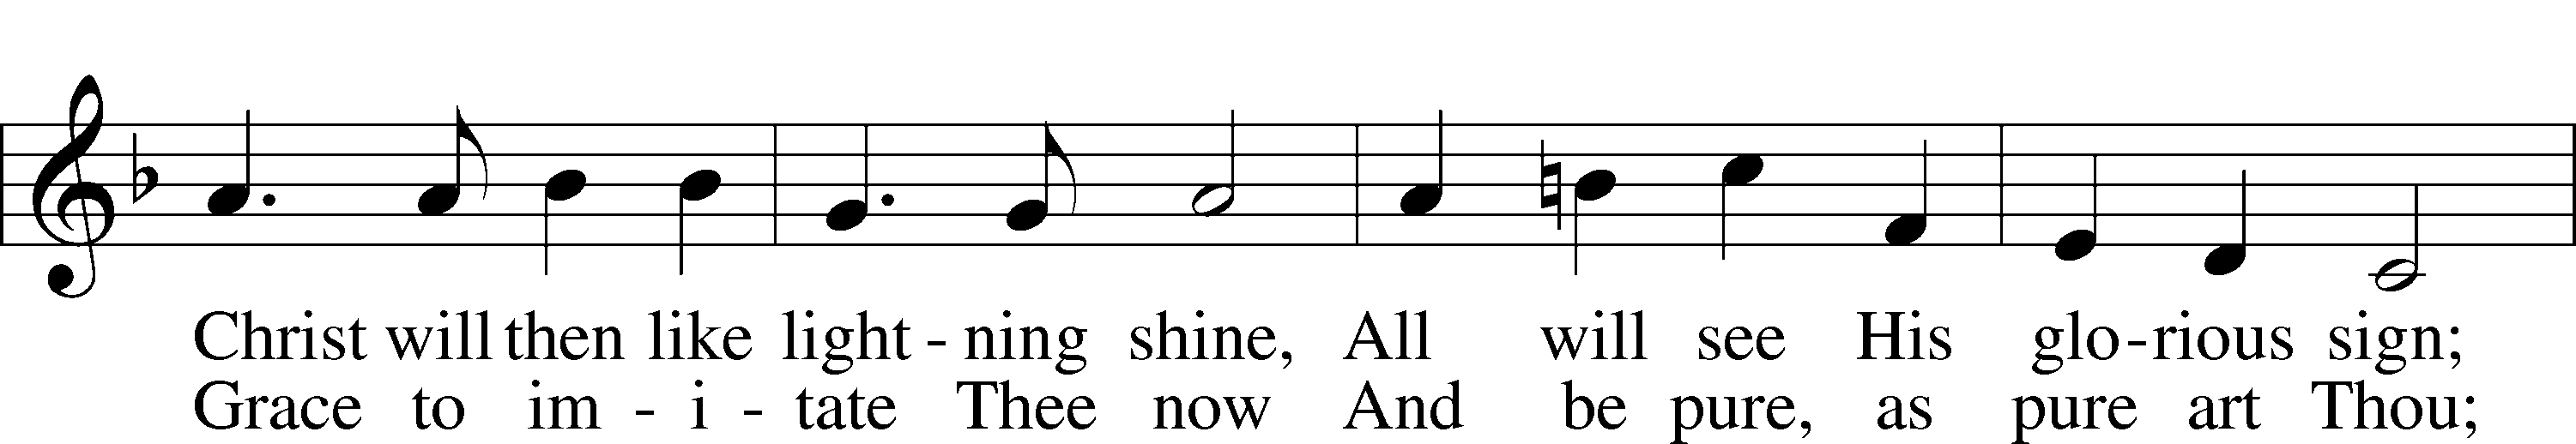 Christ will then like light - ning shine, All will see His glo-rious sign;
Grace to im - i - tate Thee now And be pure, as pure art Thou;